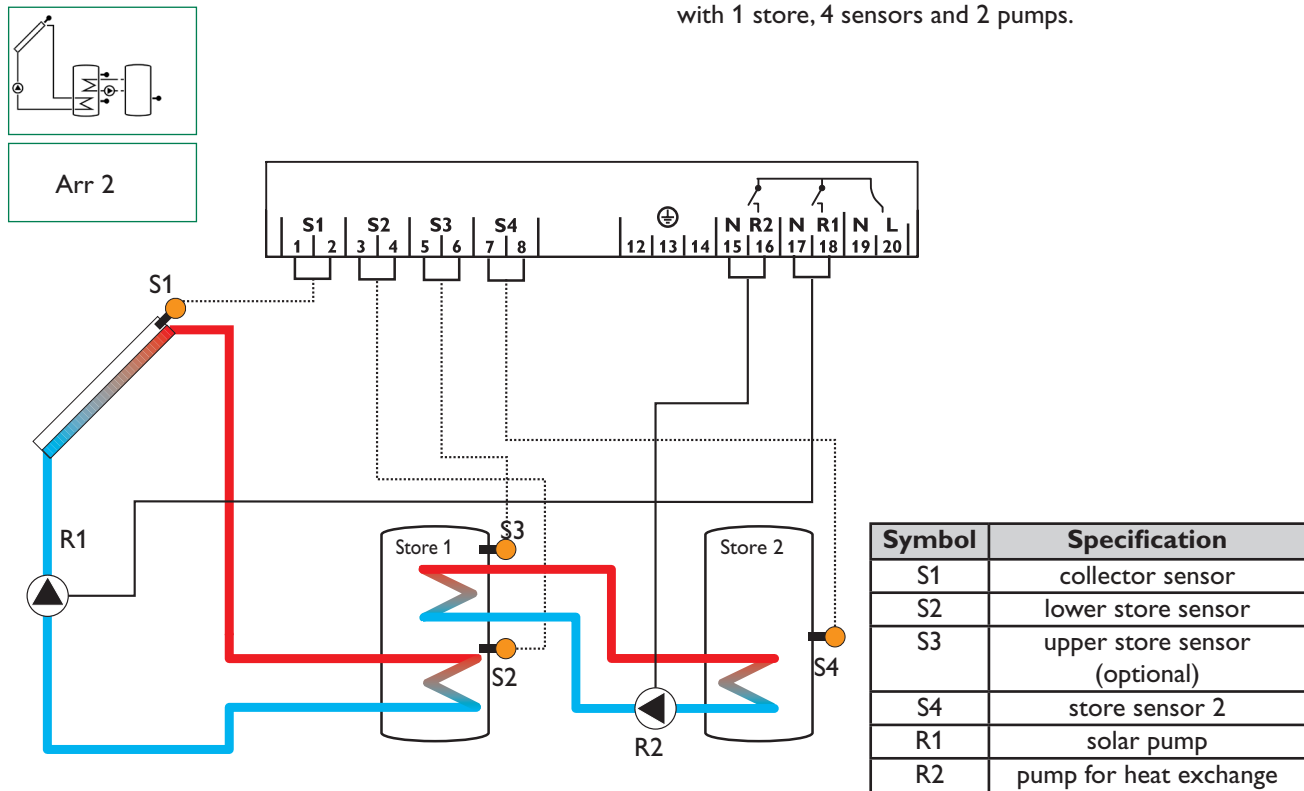 with 1 store, 4 sensors and 2 pumps.
Arr 2
S1 S2 S3 S4 N R2 N R1 N L
1 2 3 4 5 6 7 8 12 13 14 15 16 17 18 19 20
S1
R1
Store 1
S3
S2
Store 2
S4
R2
Symbol Specification
S1 collector sensor
S2 lower store sensor
S3 upper store sensor
(optional)
S4 store sensor 2
R1 solar pump
R2 pump for heat exchange